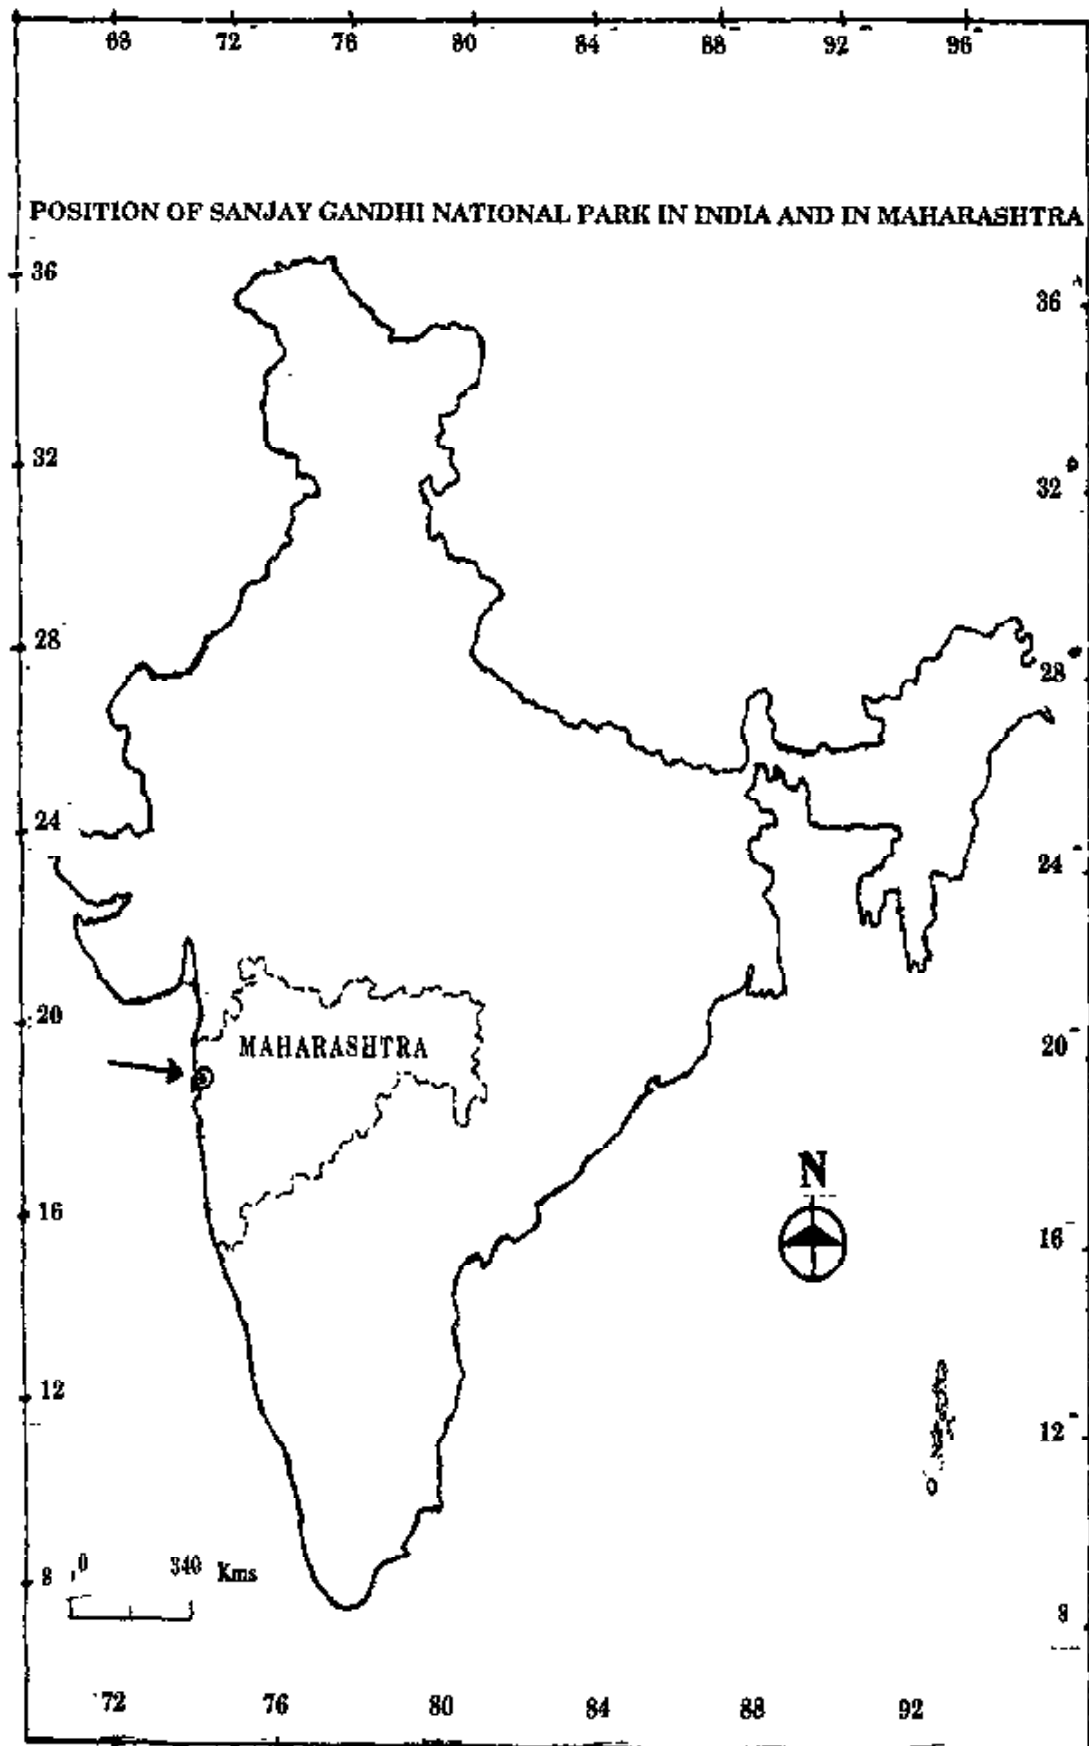 68 72 76 80 84 88 92 96
POSITION OF SANJAY GANDHI NATIONAL PARK IN INDIA AND IN MAHARASHTRA
36 36
32 32
28 28
24 24
20 20
MAHARASHTRA
N
16 16
12 12
0 340 Kms
8 8
72 76 80 84 88 92